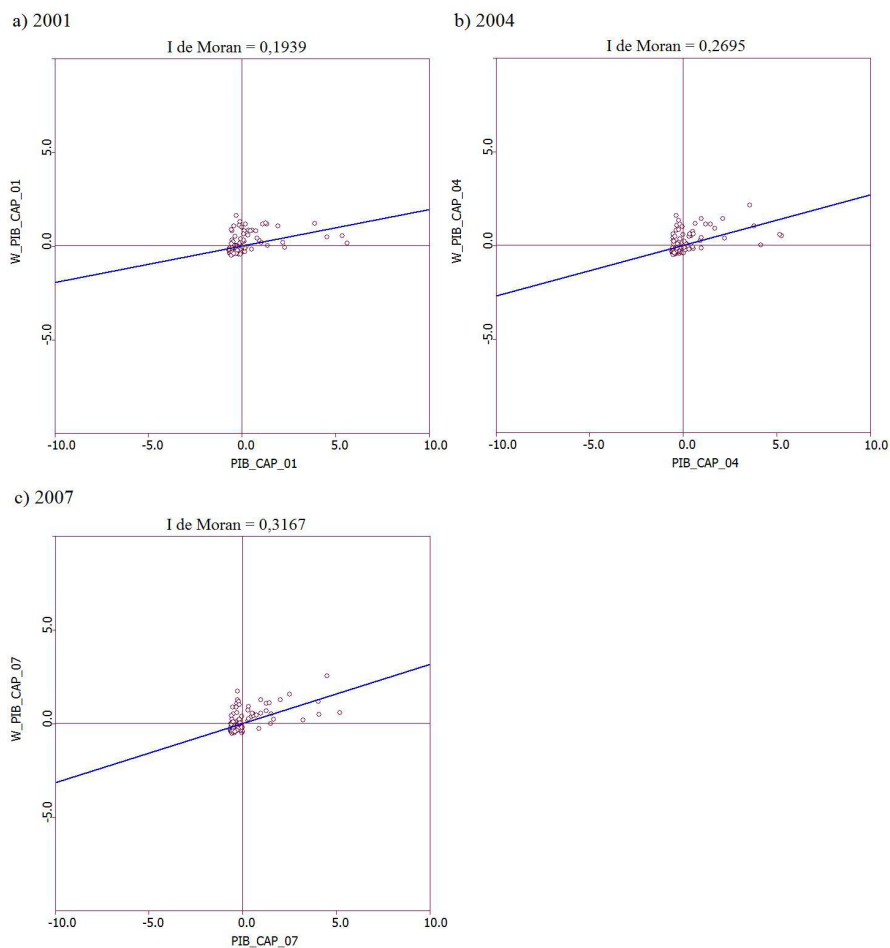 a) 2001
I de Moran = 0,1939
W_PIB_CAP_01
5.0
0.0
-5.0
-10.0 -5.0 0.0 5.0 10.0
PIB_CAP_01
b) 2004
I de Moran = 0,2695
W_PIB_CAP_04
5.0
0.0
-5.0
-10.0 -5.0 0.0 5.0 10.0
PIB_CAP_04
c) 2007
I de Moran = 0,3167
W_PIB_CAP_07
5.0
0.0
-5.0
-10.0 -5.0 0.0 5.0 10.0
PIB_CAP_07